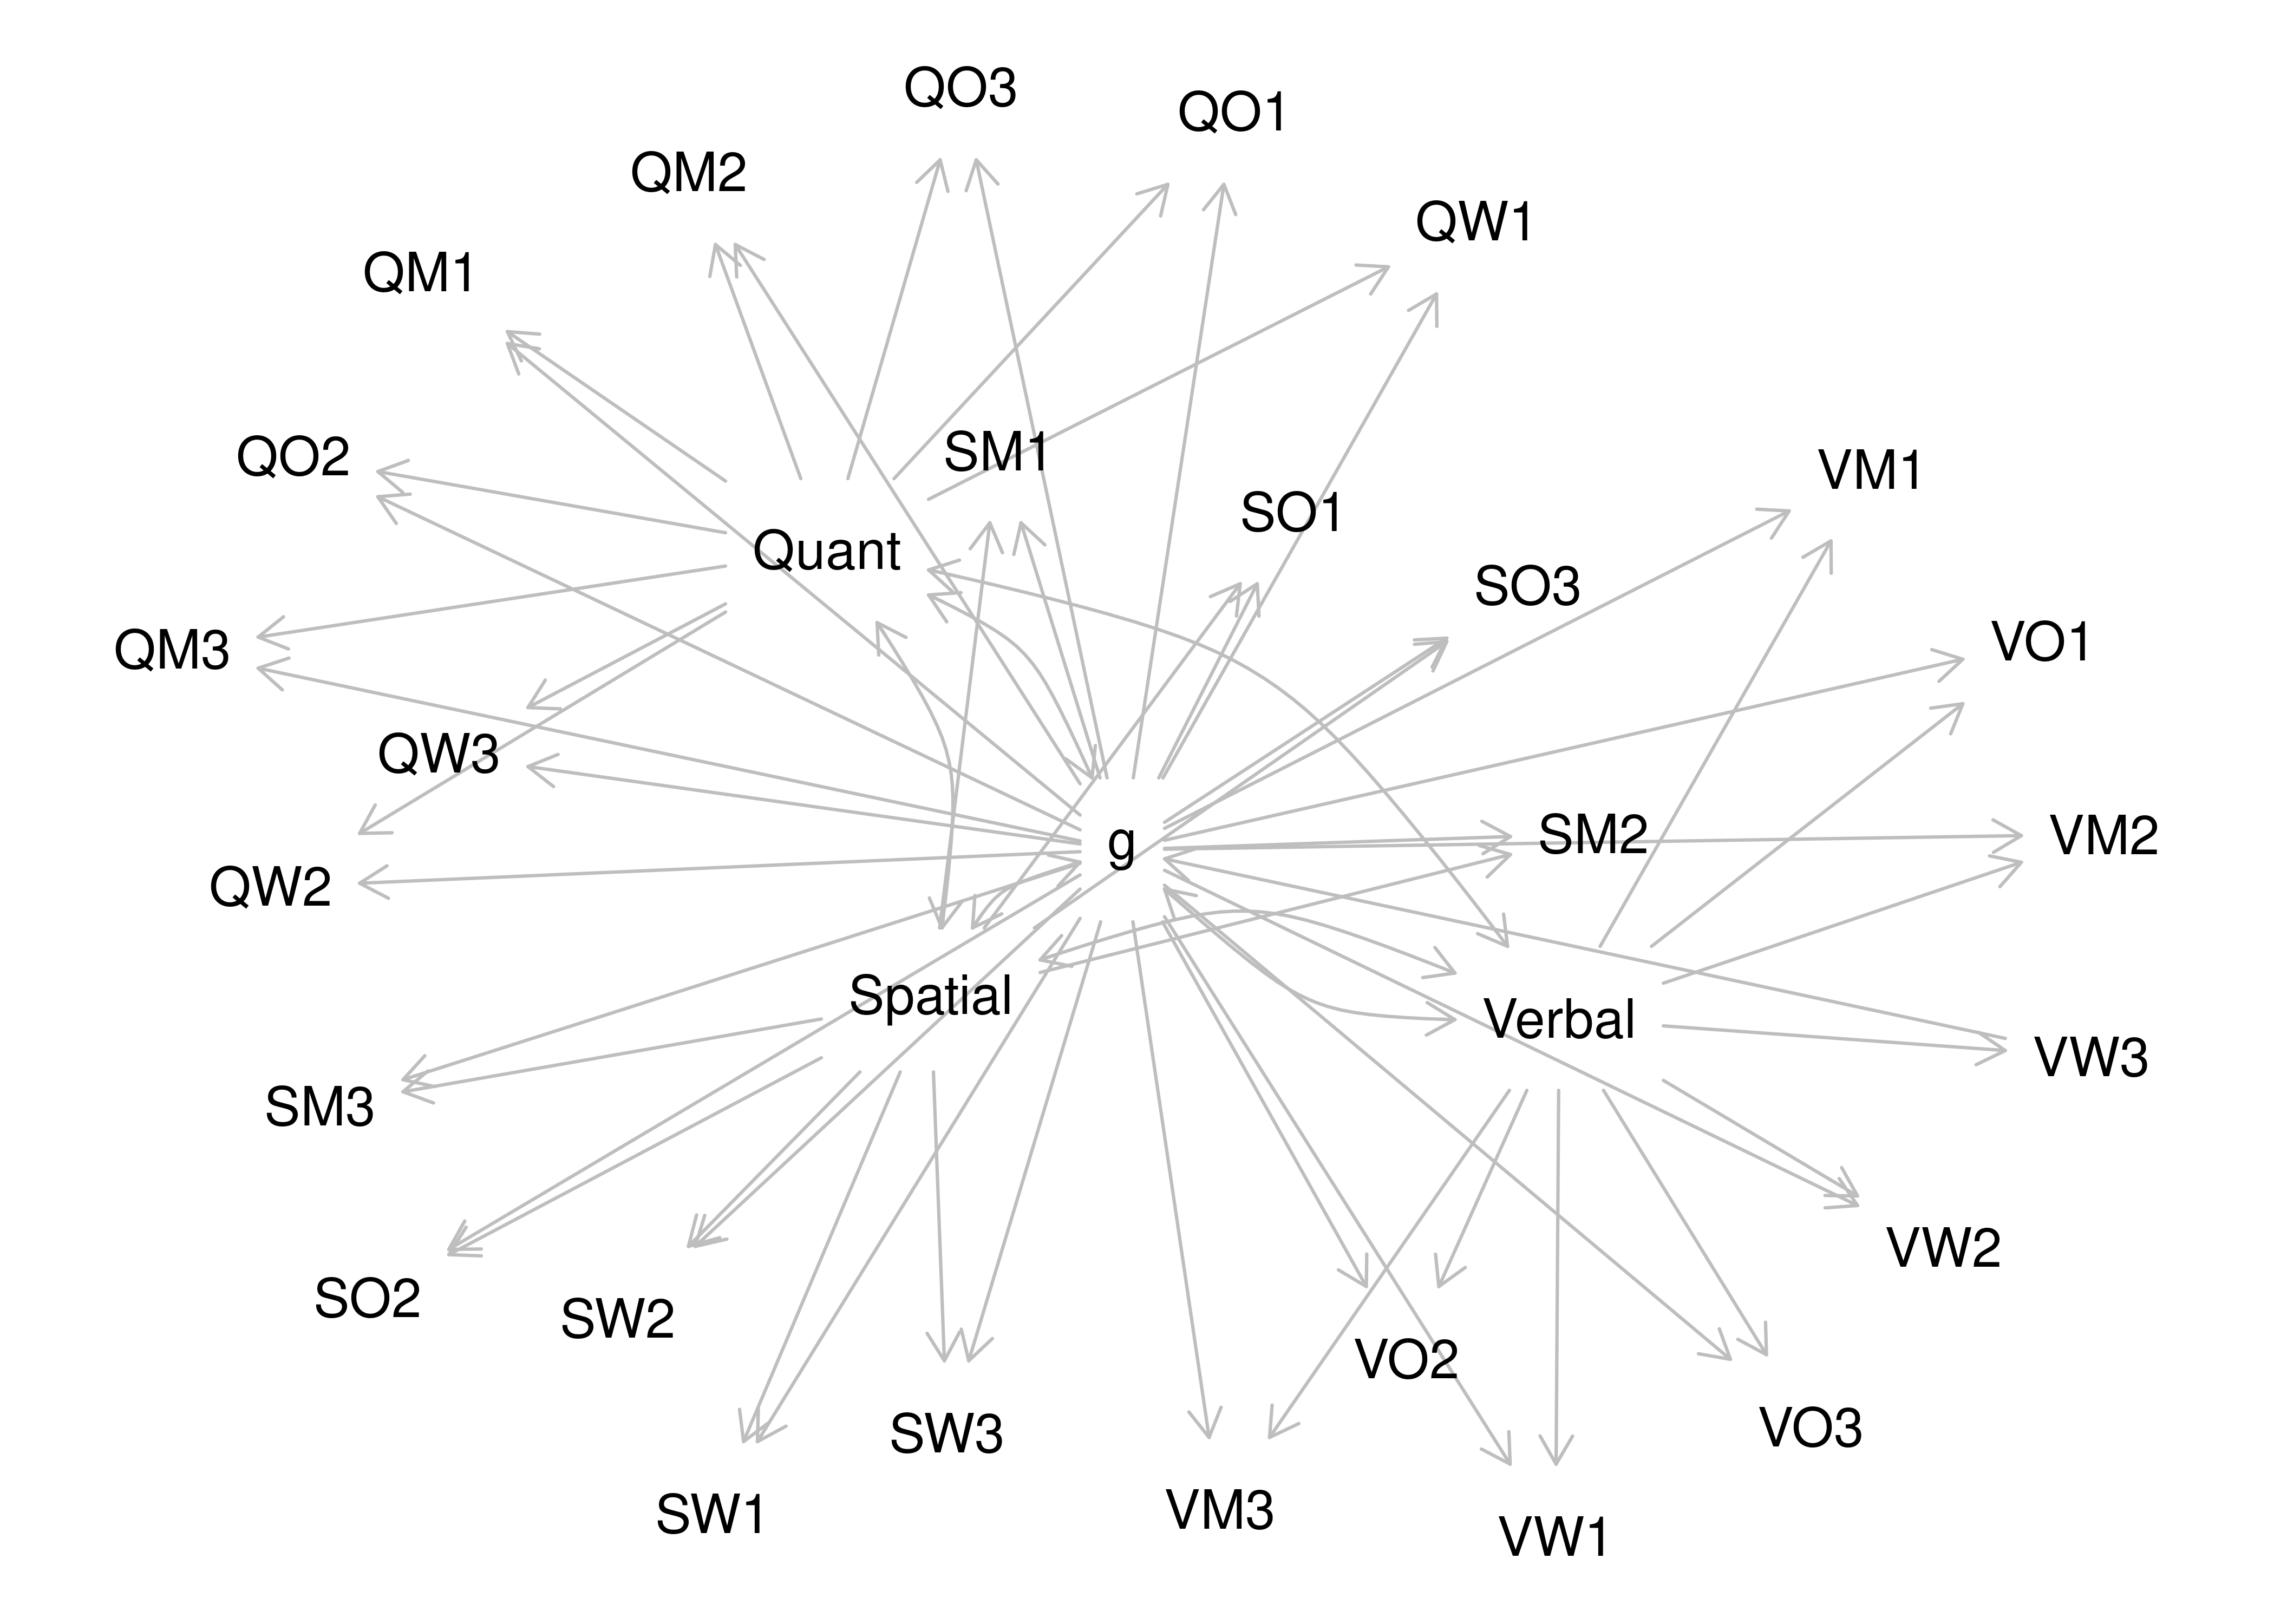 QO3
QO1
QM2
QW1
QM1
SM1
QO2
VM1
SO1
Quant
SO3
VO1
QM3
QW3
SM2
VM2
g
QW2
Spatial
Verbal
VW3
SM3
VW2
SO2
SW2
VO2
VO3
SW3
SW1
VM3
VW1